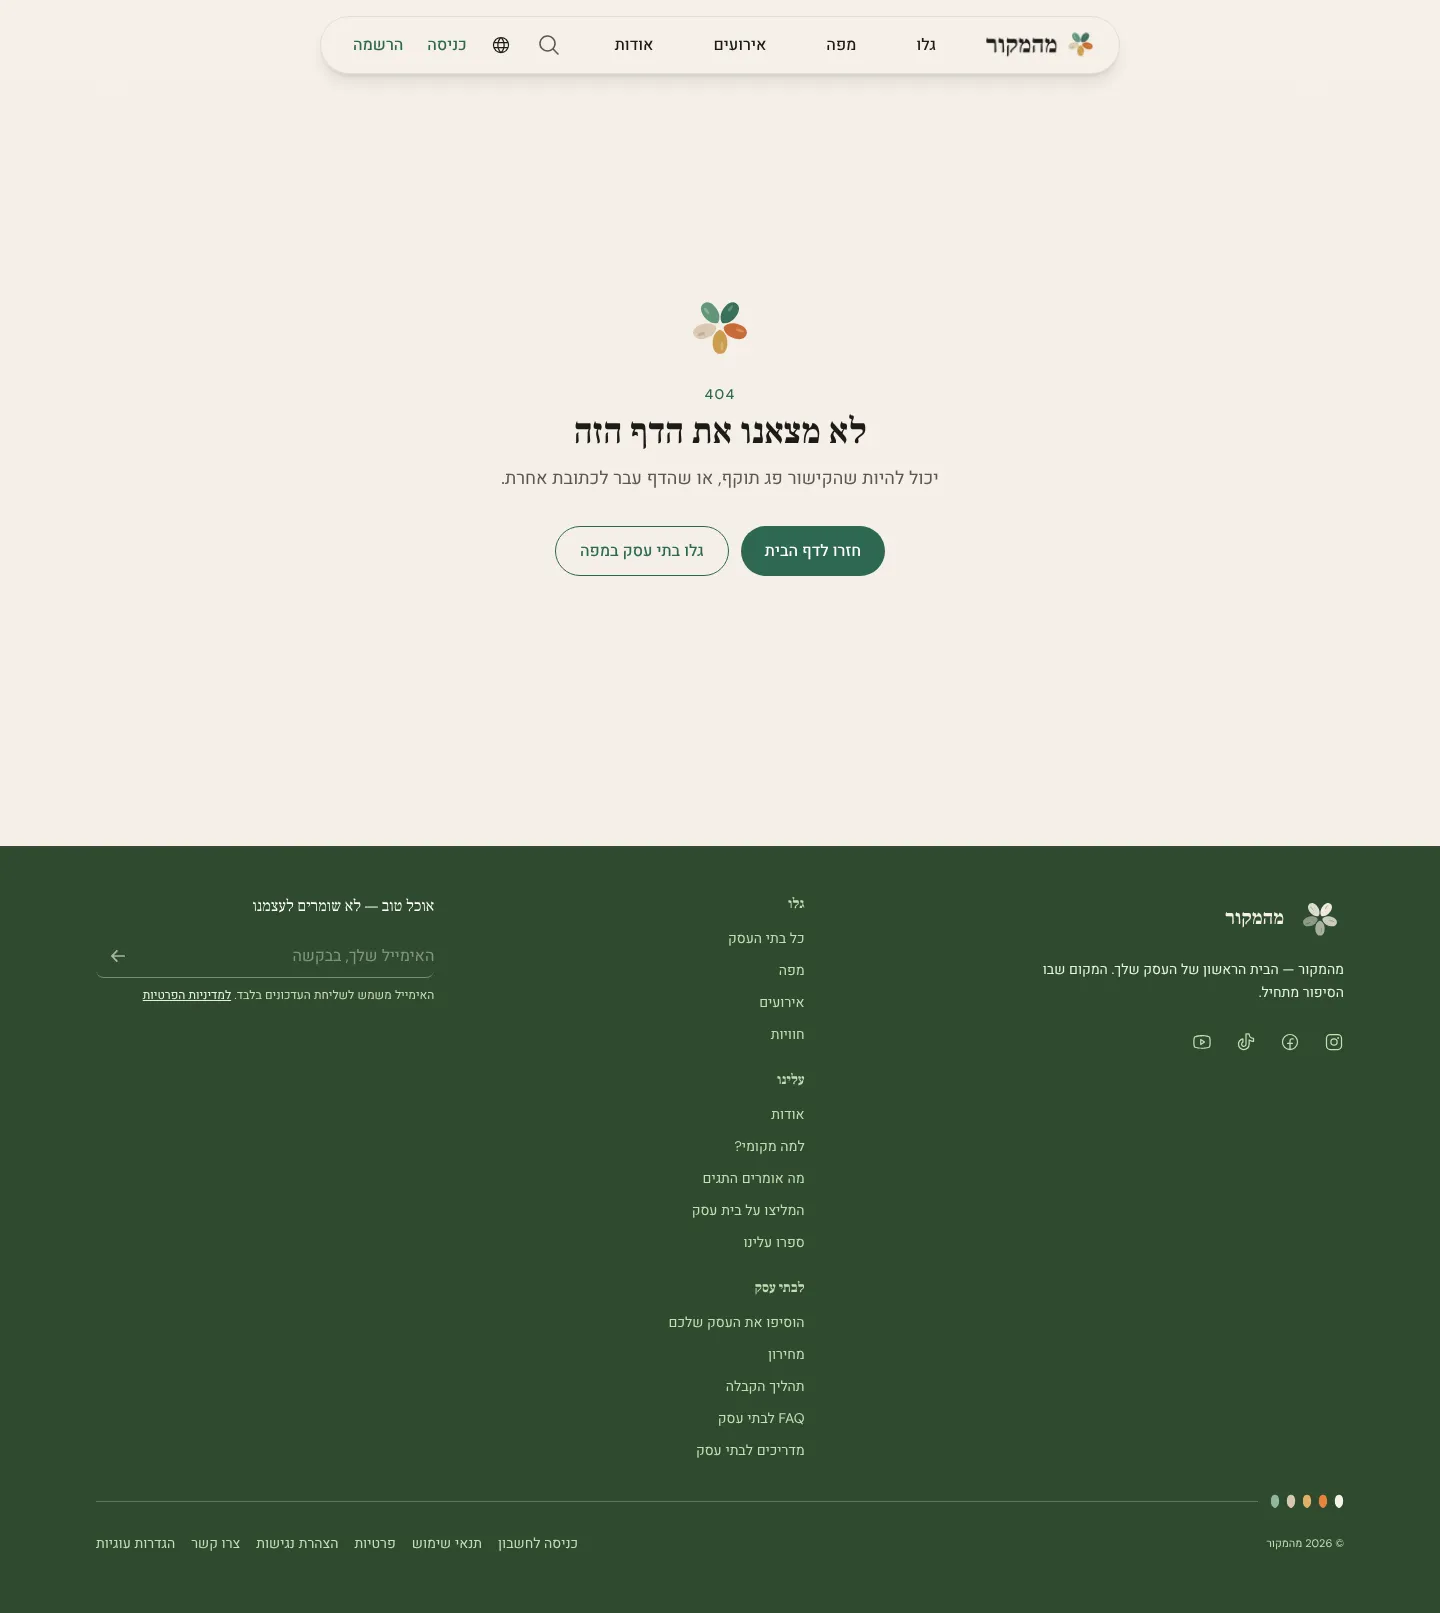 מהמקור
גלו
מפה
אירועים
אודות
כניסה
הרשמה
404
לא מצאנו את הדף הזה
יכול להיות שהקישור פג תוקף, או שהדף עבר לכתובת אחרת.
חזרו לדף הבית
גלו בתי עסק במפה
מהמקור
מהמקור — הבית הראשון של העסק שלך. המקום שבו
הסיפור מתחיל.
גלו
כל בתי העסק
מפה
אירועים
חוויות
עלינו
אודות
למה מקומי?
מה אומרים התגים
המליצו על בית עסק
ספרו עלינו
לבתי עסק
הוסיפו את העסק שלכם
מחירון
תהליך הקבלה
FAQ לבתי עסק
מדריכים לבתי עסק
אוכל טוב — לא שומרים לעצמנו
האימייל שלך, בבקשה
האימייל משמש לשליחת העדכונים בלבד. למדיניות הפרטיות
© 2026 מהמקור
כניסה לחשבון
תנאי שימוש
פרטיות
הצהרת נגישות
צרו קשר
הגדרות עוגיות